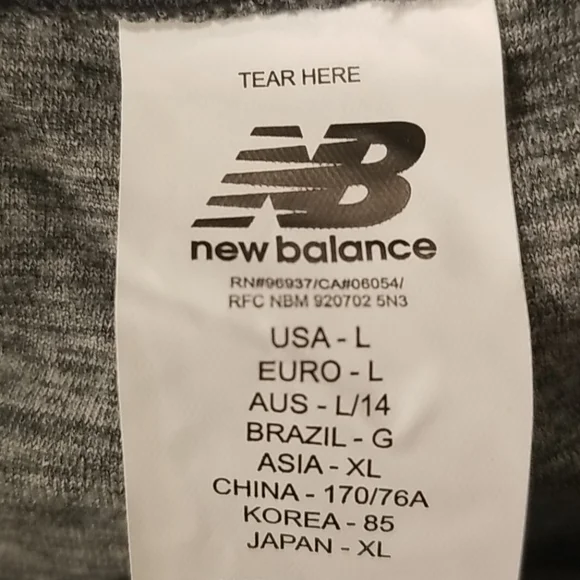 TEAR HERE
NB
new balance
RN#96937/CA#06054/
RFC NBM 920702 5N3
USA - L
EURO - L
AUS - L/14
BRAZIL - G
ASIA - XL
CHINA - 170/76A
KOREA - 85
JAPAN - XL